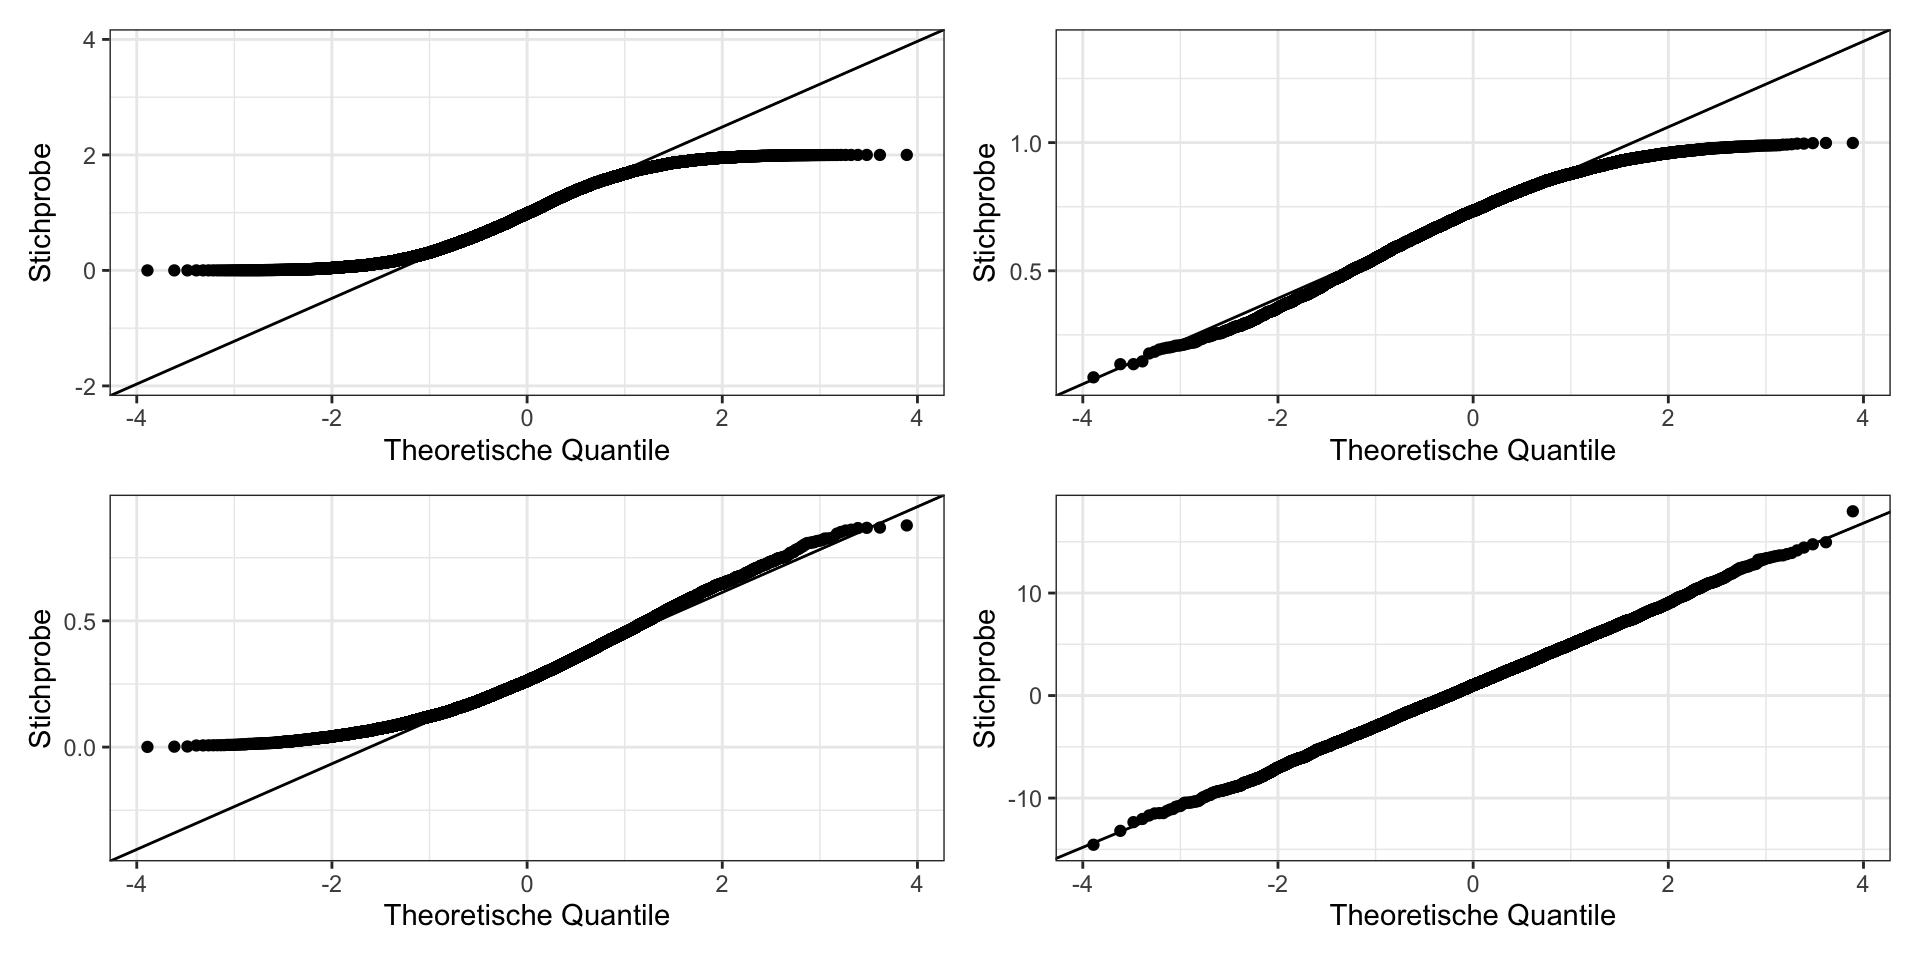 4
2
0
-2
Stichprobe
-4 -2 0 2 4
Theoretische Quantile
1.0
0.5
Stichprobe
-4 -2 0 2 4
Theoretische Quantile
0.5
0.0
Stichprobe
-4 -2 0 2 4
Theoretische Quantile
10
0
-10
Stichprobe
-4 -2 0 2 4
Theoretische Quantile